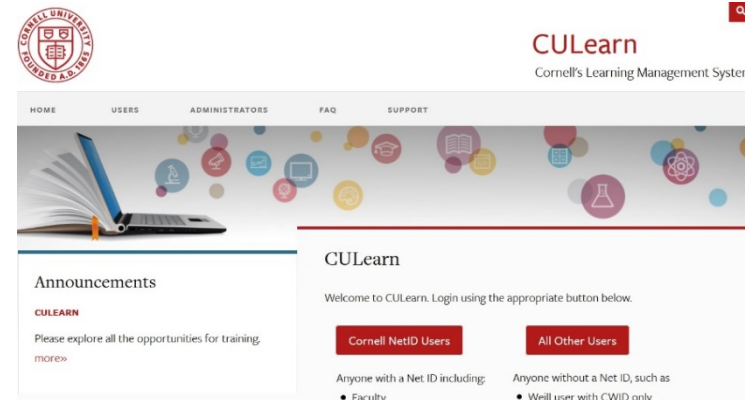 CORNELL UNIVERSITY
FOUNDED A.D. 1865
CULearn
Cornell's Learning Management System
HOME USERS ADMINISTRATORS FAQ SUPPORT
Announcements
CULEARN
Please explore all the opportunities for training.
more»
CULearn
Welcome to CULearn. Login using the appropriate button below.
Cornell NetID Users All Other Users
Anyone with a Net ID including: Anyone without a Net ID, such as
• Faculty • Weill user with CWID only